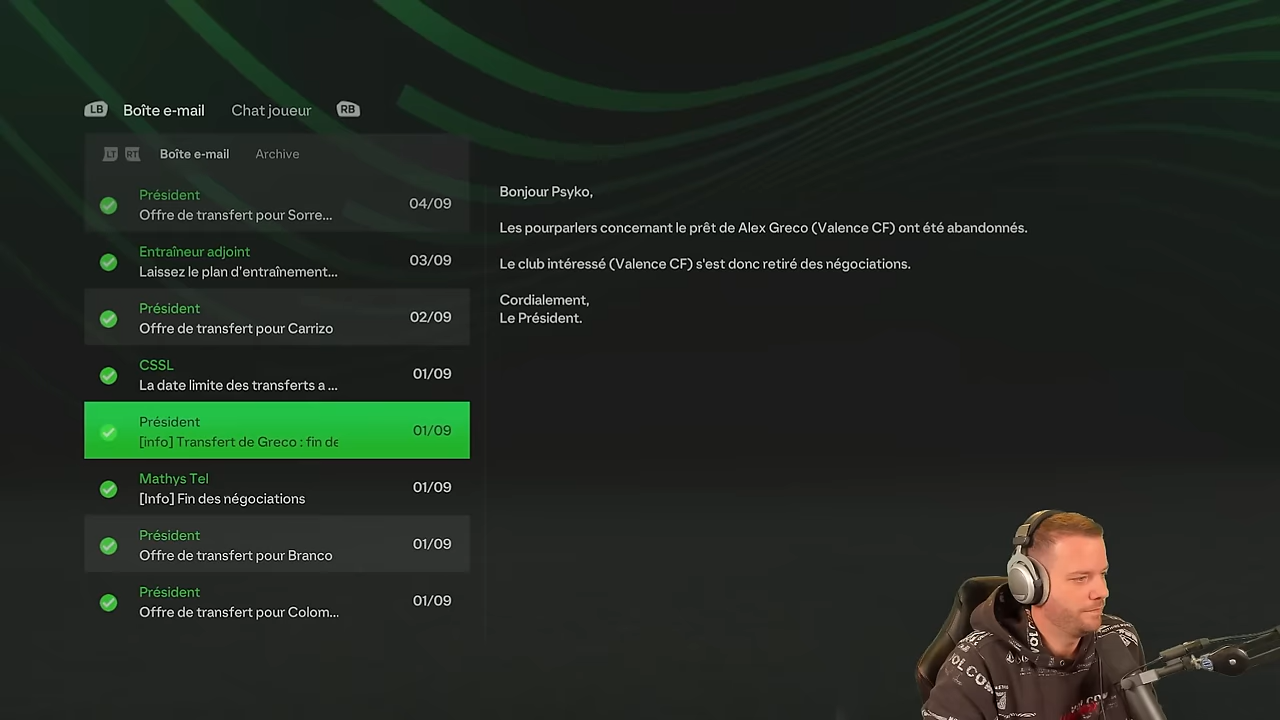 LB Boîte e-mail Chat joueur RB
LT RT Boîte e-mail Archive
Président
Offre de transfert pour Sorre... 04/09
Entraîneur adjoint
Laissez le plan d'entraînement... 03/09
Président
Offre de transfert pour Carrizo 02/09
CSSL
La date limite des transferts a ... 01/09
Président
[info] Transfert de Greco : fin de 01/09
Mathys Tel
[Info] Fin des négociations 01/09
Président
Offre de transfert pour Branco 01/09
Président
Offre de transfert pour Colom... 01/09
Bonjour Psyko,
Les pourparlers concernant le prêt de Alex Greco (Valence CF) ont été abandonnés.
Le club intéressé (Valence CF) s'est donc retiré des négociations.
Cordialement,
Le Président.
VOLCOM